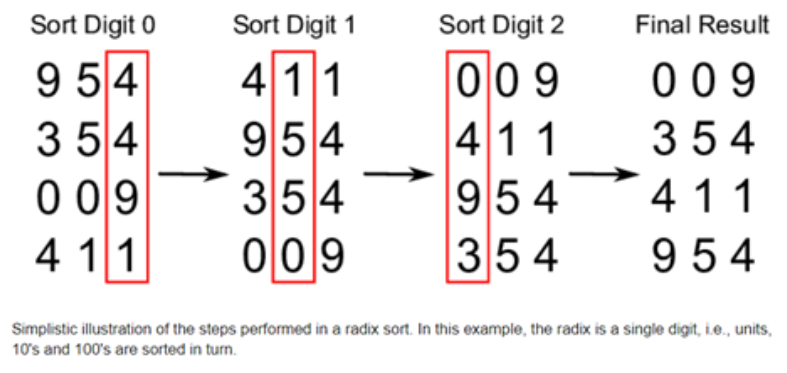 Sort Digit 0 Sort Digit 1 Sort Digit 2 Final Result
9 5 4 4 1 1 0 0 9 0 0 9
3 5 4 9 5 4 4 1 1 3 5 4
0 0 9 3 5 4 9 5 4 4 1 1
4 1 1 0 0 9 3 5 4 9 5 4
Simplistic illustration of the steps performed in a radix sort. In this example, the radix is a single digit, i.e., units,
10's and 100's are sorted in turn.